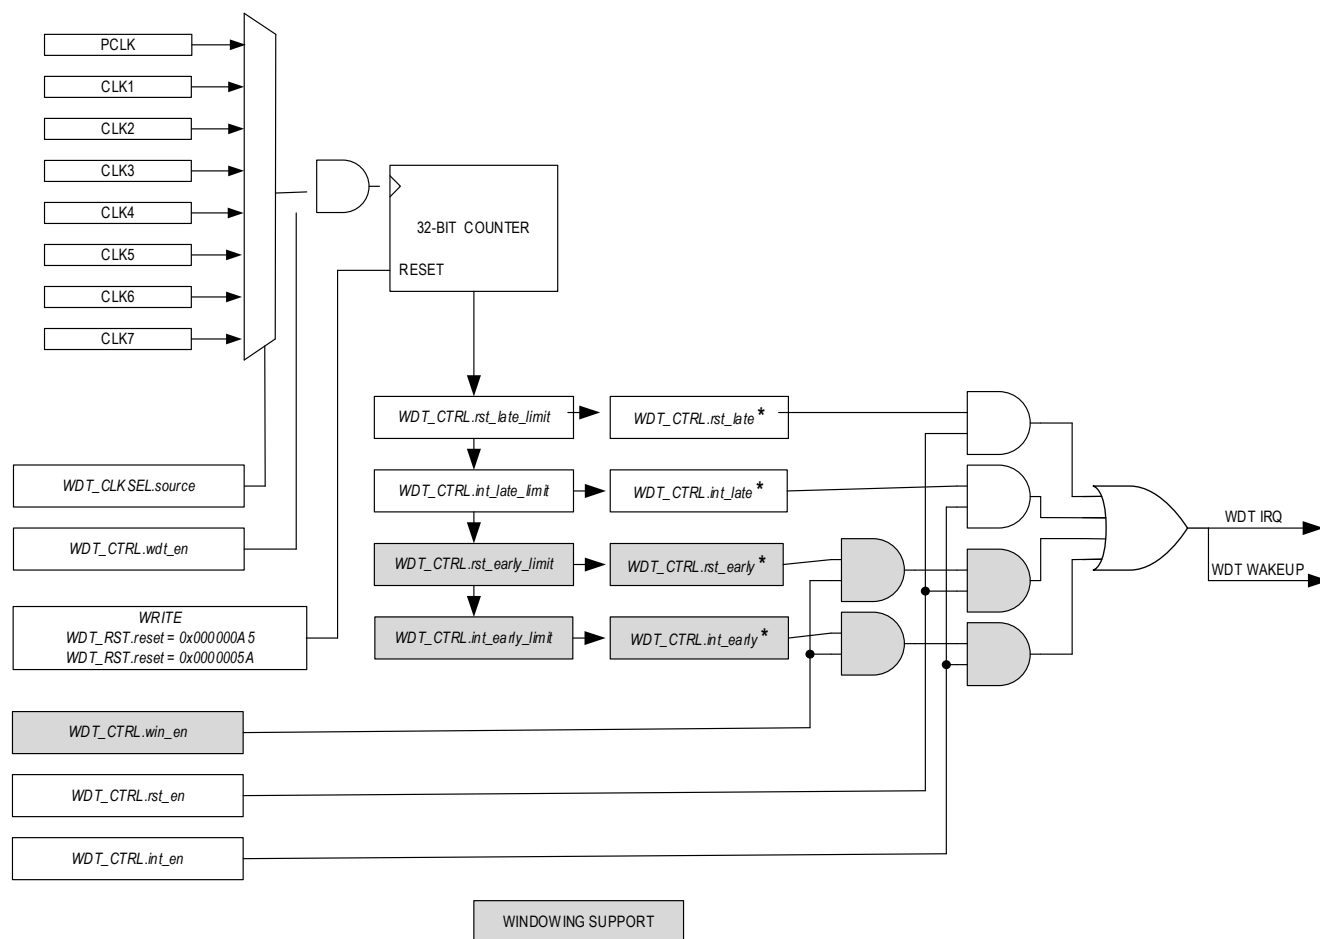 PCLK
CLK1
CLK2
CLK3
CLK4
CLK5
CLK6
CLK7
32-BIT COUNTER
RESET
WDT_CTRL.rst_late_limit
WDT_CTRL.rst_late*
WDT_CLKSEL.source
WDT_CTRL.int_late_limit
WDT_CTRL.int_late*
WDT IRQ
WDT_CTRL.wdt_en
WDT_CTRL.rst_early_limit
WDT_CTRL.rst_early*
WDT WAKEUP
WRITE
WDT_RST.reset = 0x000000A5
WDT_RST.reset = 0x0000005A
WDT_CTRL.int_early_limit
WDT_CTRL.int_early*
WDT_CTRL.win_en
WDT_CTRL.rst_en
WDT_CTRL.int_en
WINDOWING SUPPORT